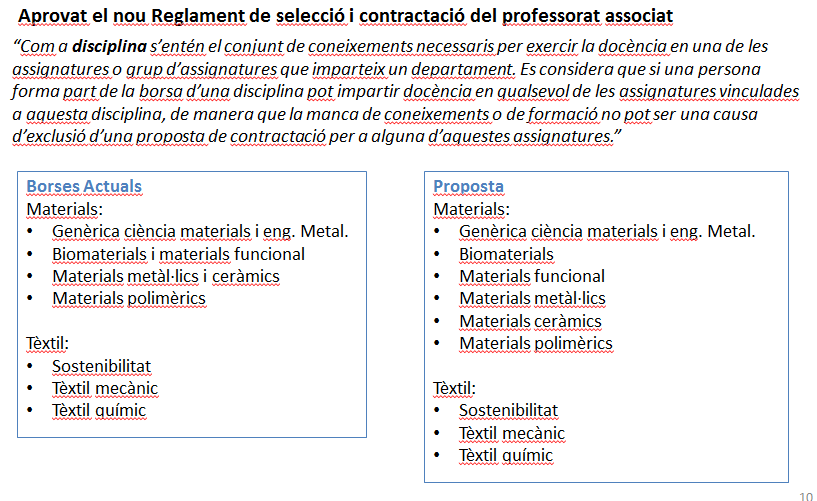 Aprovat el nou Reglament de selecció i contractació del professorat associat
“Com a disciplina s’entén el conjunt de coneixements necessaris per exercir la docència en una de les
assignatures o grup d’assignatures que imparteix un departament. Es considera que si una persona
forma part de la borsa d’una disciplina pot impartir docència en qualsevol de les assignatures vinculades
a aquesta disciplina, de manera que la manca de coneixements o de formació no pot ser una causa
d’exclusió d’una proposta de contractació per a alguna d’aquestes assignatures.”
Borses Actuals
Materials:
• Genèrica ciència materials i eng. Metal.
• Biomaterials i materials funcional
• Materials metàl·lics i ceràmics
• Materials polimèrics
Tèxtil:
• Sostenibilitat
• Tèxtil mecànic
• Tèxtil químic
Proposta
Materials:
• Genèrica ciència materials i eng. Metal.
• Biomaterials
• Materials funcional
• Materials metàl·lics
• Materials ceràmics
• Materials polimèrics
Tèxtil:
• Sostenibilitat
• Tèxtil mecànic
• Tèxtil químic
10